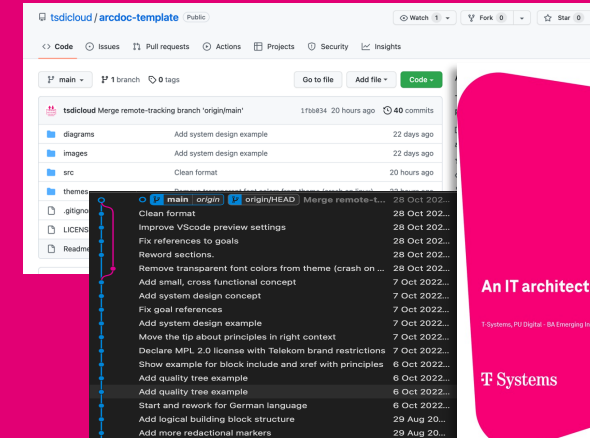 tsdicloud / arcdoc-template Public
Watch 1
Fork 0
Star 0
Code
Issues
Pull requests
Actions
Projects
Security
Insights
main
1 branch
0 tags
Go to file
Add file
Code
tsdicloud Merge remote-tracking branch 'origin/main' 1fbb034 20 hours ago 40 commits
diagrams Add system design example 22 days ago
images Add system design example 22 days ago
src Clean format 20 hours ago
themes
.gitigno
LICENS
Readme
main origin origin/HEAD Merge remote-t... 28 Oct 202...
Clean format 28 Oct 202...
Improve VScode preview settings 28 Oct 202...
Fix references to goals 28 Oct 202...
Reword sections. 28 Oct 202...
Remove transparent font colors from theme (crash on ... 28 Oct 202...
Add small, cross functional concept 7 Oct 2022...
Add system design concept 7 Oct 2022...
Fix goal references 7 Oct 2022...
Add system design example 7 Oct 2022...
Move the tip about principles in right context 7 Oct 2022...
Declare MPL 2.0 license with Telekom brand restrictions 7 Oct 2022...
Show example for block include and xref with principles 6 Oct 2022...
Add quality tree example 6 Oct 2022...
Add quality tree example 6 Oct 2022...
Start and rework for German language 6 Oct 2022...
Add logical building block structure 29 Aug 20...
Add more redactional markers 29 Aug 20...
An IT architect
T-Systems, PU Digital - BA Emerging In
T Systems